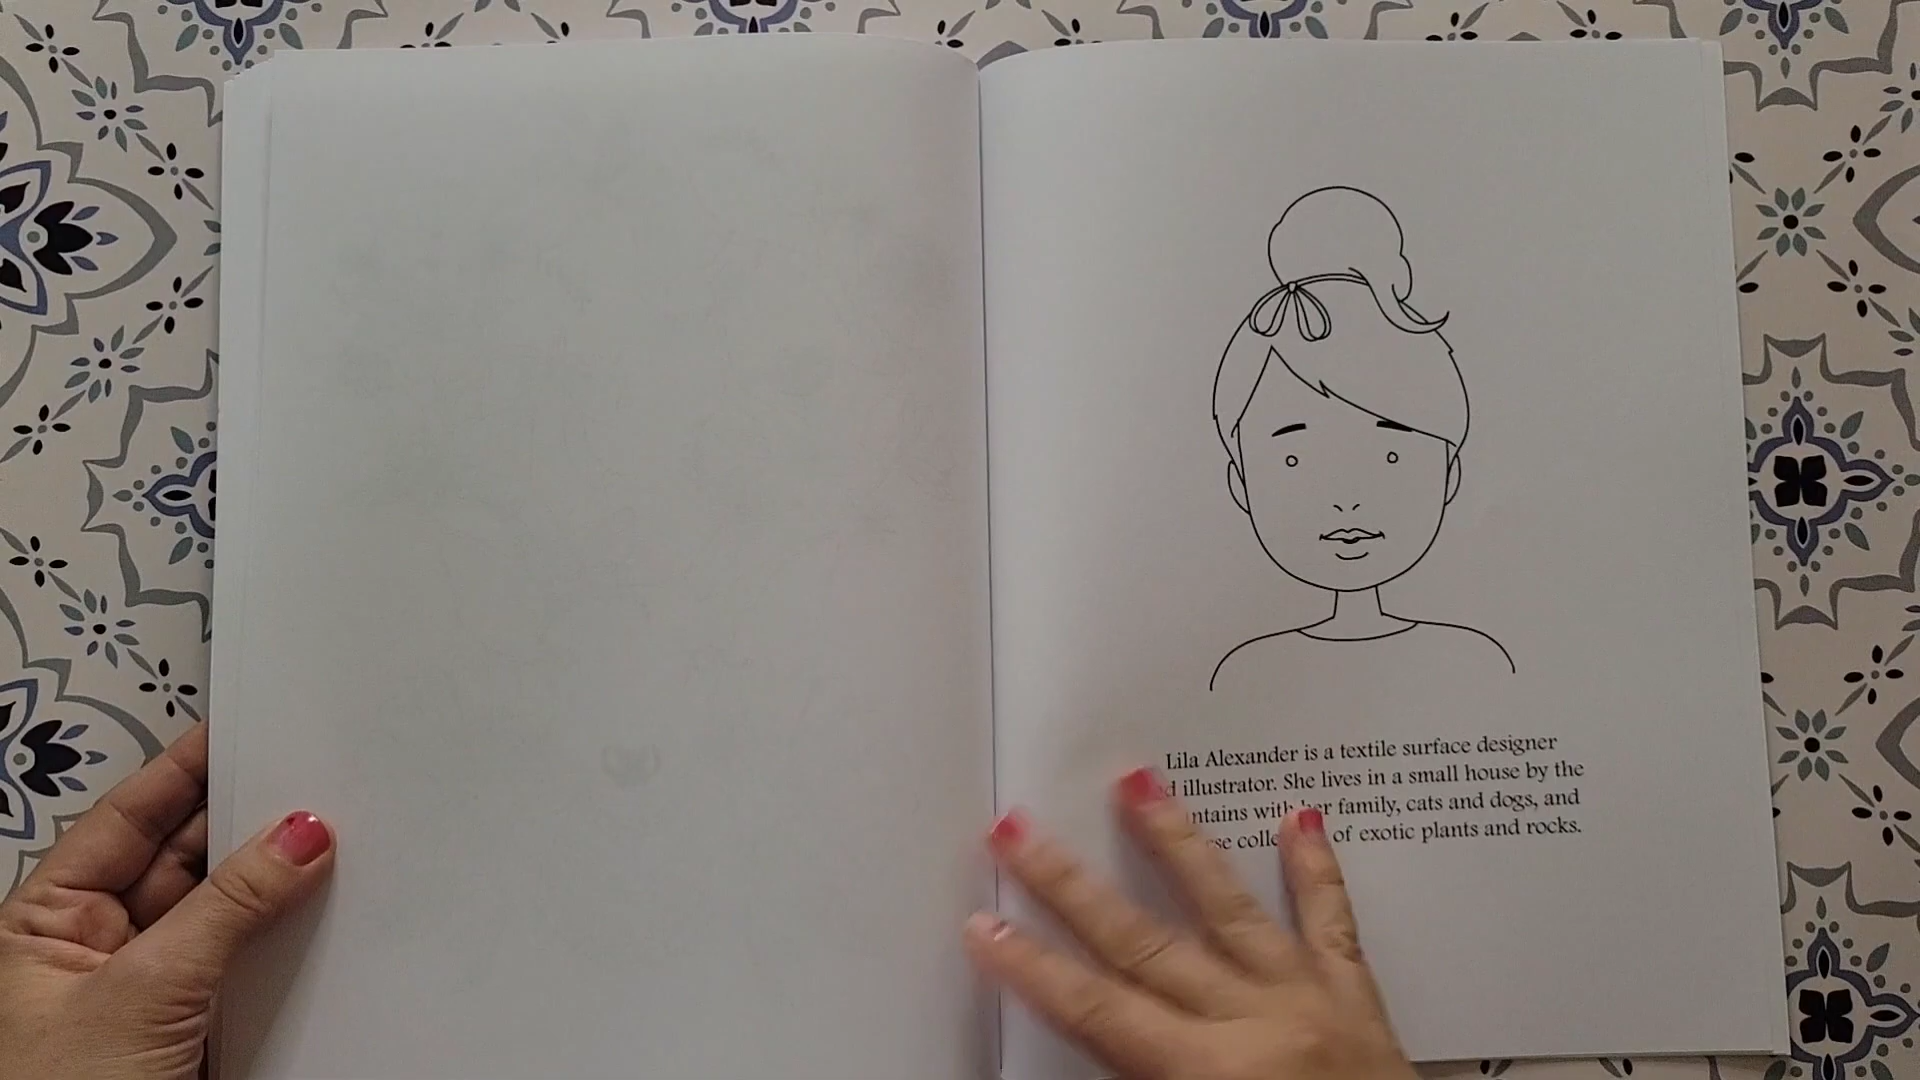 Lila Alexander is a textile surface designer
d illustrator. She lives in a small house by the
ntains with her family, cats and dogs, and
of exotic plants and rocks.